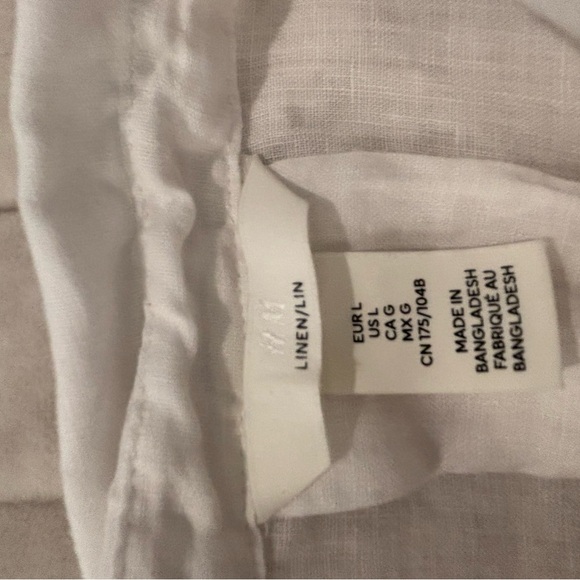 H&M
LINEN/LIN
EUR L
US L
CA G
MX G
CN 175/104B
MADE IN
BANGLADESH
FABRIQUÉ AU
BANGLADESH